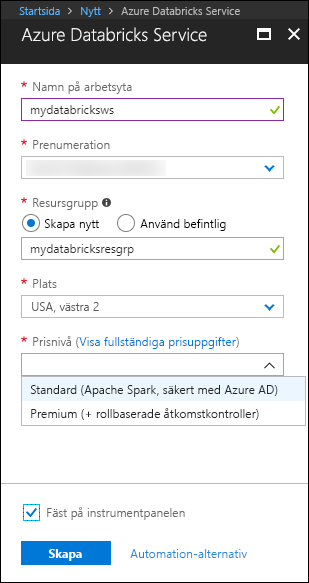 Startsida > Nytt > Azure Databricks Service
Azure Databricks Service
* Namn på arbetsyta
mydatabricksws
* Prenumeration
* Resursgrupp
Skapa nytt Använd befintlig
mydatabricksresgrp
* Plats
USA, västra 2
* Prisnivå (Visa fullständiga prisuppgifter)
Standard (Apache Spark, säkert med Azure AD)
Premium (+ rollbaserade åtkomstkontroller)
Fäst på instrumentpanelen
Skapa Automation-alternativ